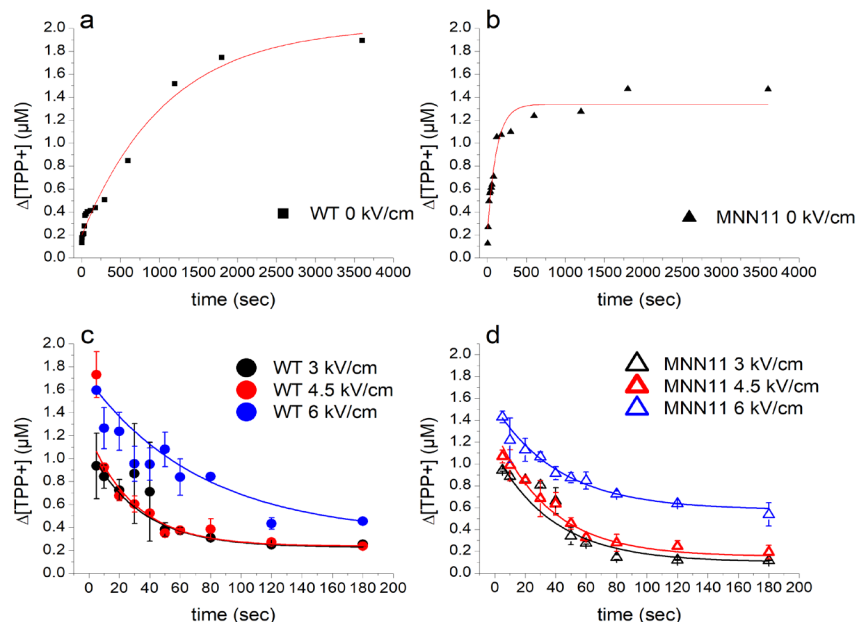 a
2.0
1.8
1.6
1.4
1.2
1.0
0.8
0.6
0.4
0.2
0.0
Δ[TPP+] (µM)
WT 0 kV/cm
0 500 1000 1500 2000 2500 3000 3500 4000
time (sec)
b
2.0
1.8
1.6
1.4
1.2
1.0
0.8
0.6
0.4
0.2
0.0
Δ[TPP+] (µM)
MNN11 0 kV/cm
0 500 1000 1500 2000 2500 3000 3500 4000
time (sec)
c
2.0
1.8
1.6
1.4
1.2
1.0
0.8
0.6
0.4
0.2
0.0
Δ[TPP+] (µM)
WT 3 kV/cm
WT 4.5 kV/cm
WT 6 kV/cm
0 20 40 60 80 100 120 140 160 180 200
time (sec)
d
2.0
1.8
1.6
1.4
1.2
1.0
0.8
0.6
0.4
0.2
0.0
Δ[TPP+] (µM)
MNN11 3 kV/cm
MNN11 4.5 kV/cm
MNN11 6 kV/cm
0 20 40 60 80 100 120 140 160 180 200
time (sec)